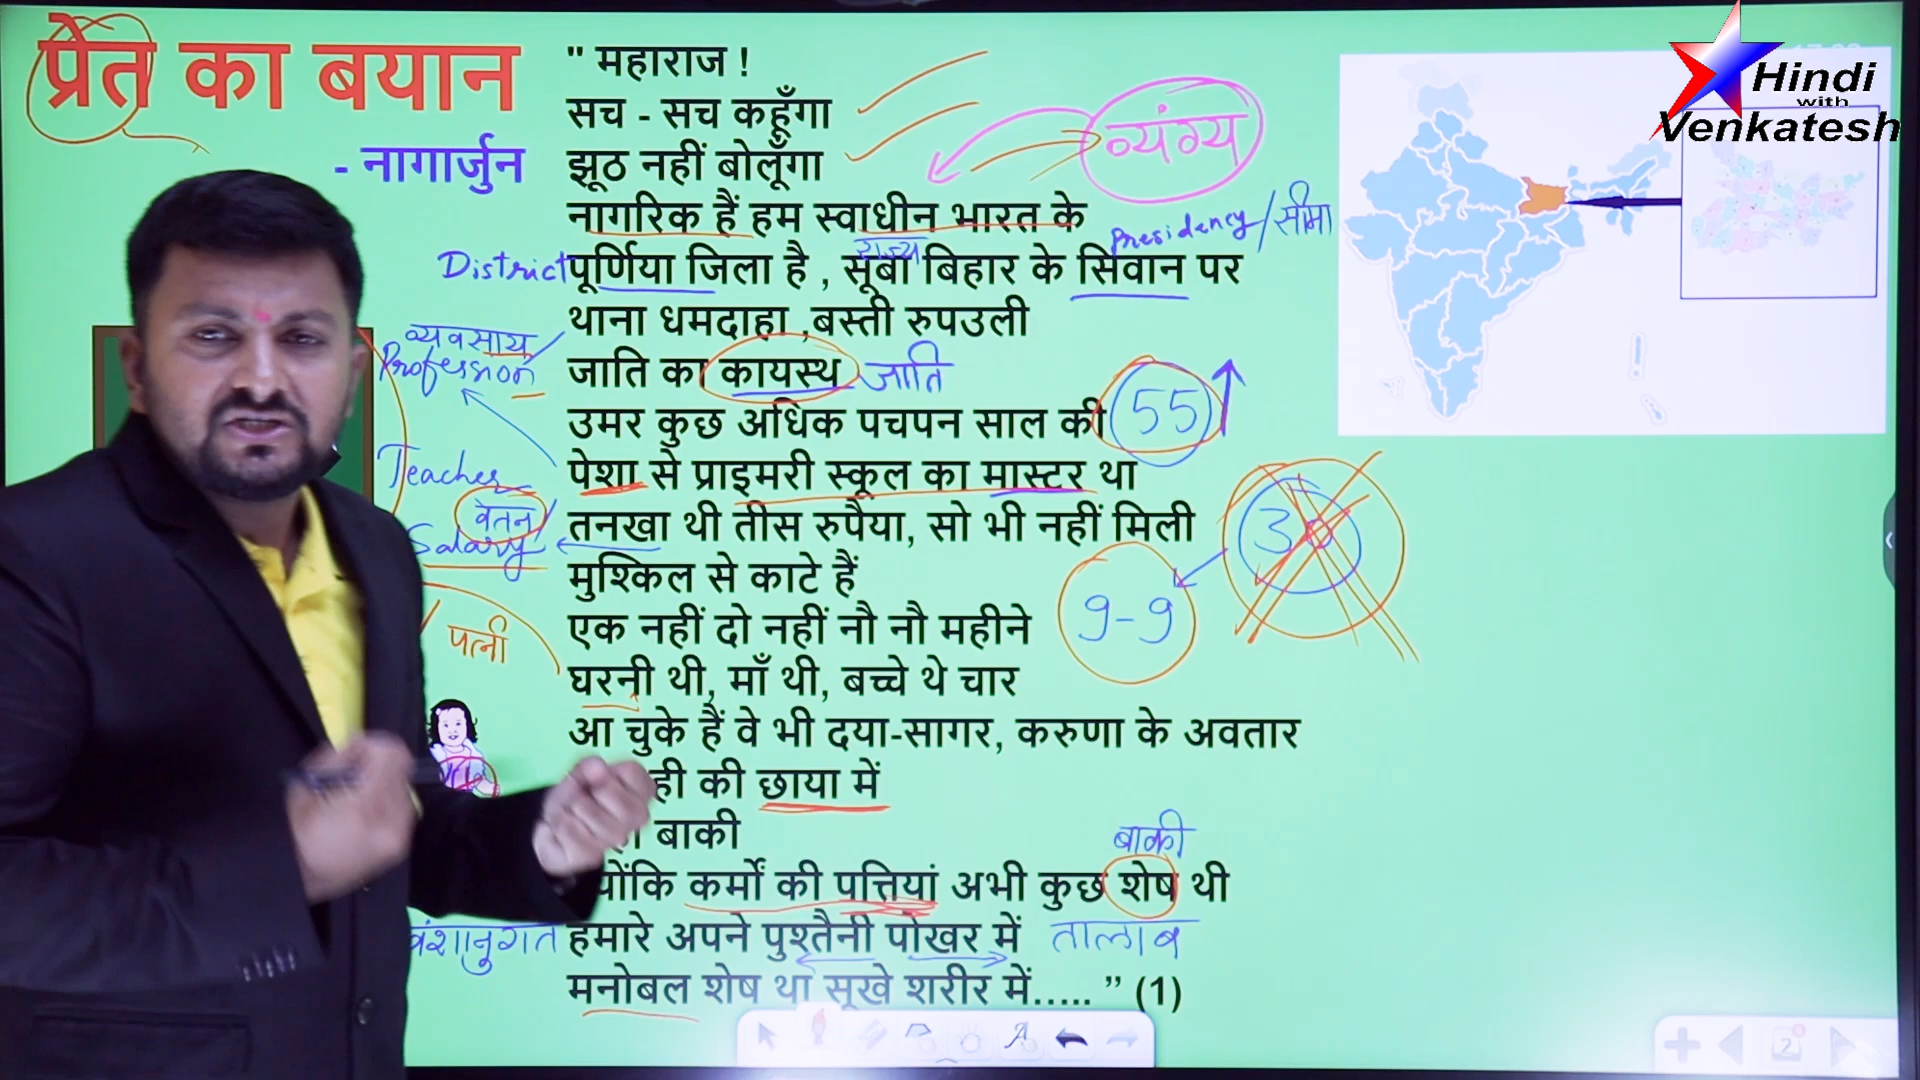 प्रेत का बयान
- नागार्जुन
" महाराज !
सच - सच कहूँगा
झूठ नहीं बोलूँगा
व्यंग्य
नागरिक हैं हम स्वाधीन भारत के
Presidency / सीमा
राज्य
District
पूर्णिया जिला है , सूबा बिहार के सिवान पर
थाना धमदाहा ,बस्ती रुपउली
व्यवसाय
Profession
जाति का कायस्थ जाति
उमर कुछ अधिक पचपन साल की 55
पेशा से प्राइमरी स्कूल का मास्टर था
Teacher
वेतन
Salary
तनखा थी तीस रुपैया, सो भी नहीं मिली
30
मुश्किल से काटे हैं
एक नहीं दो नहीं नौ नौ महीने
9-9
पत्नी
घरनी थी, माँ थी, बच्चे थे चार
आ चुके हैं वे भी दया-सागर, करुणा के अवतार
ही की छाया में
बाकी
बाकी
कर्मों की पत्तियां अभी कुछ शेष थी
वंशानुगत हमारे अपने पुश्तैनी पोखर में तालाब
मनोबल शेष था सूखे शरीर में..... ” (1)
Hindi
with
Venkatesh
2